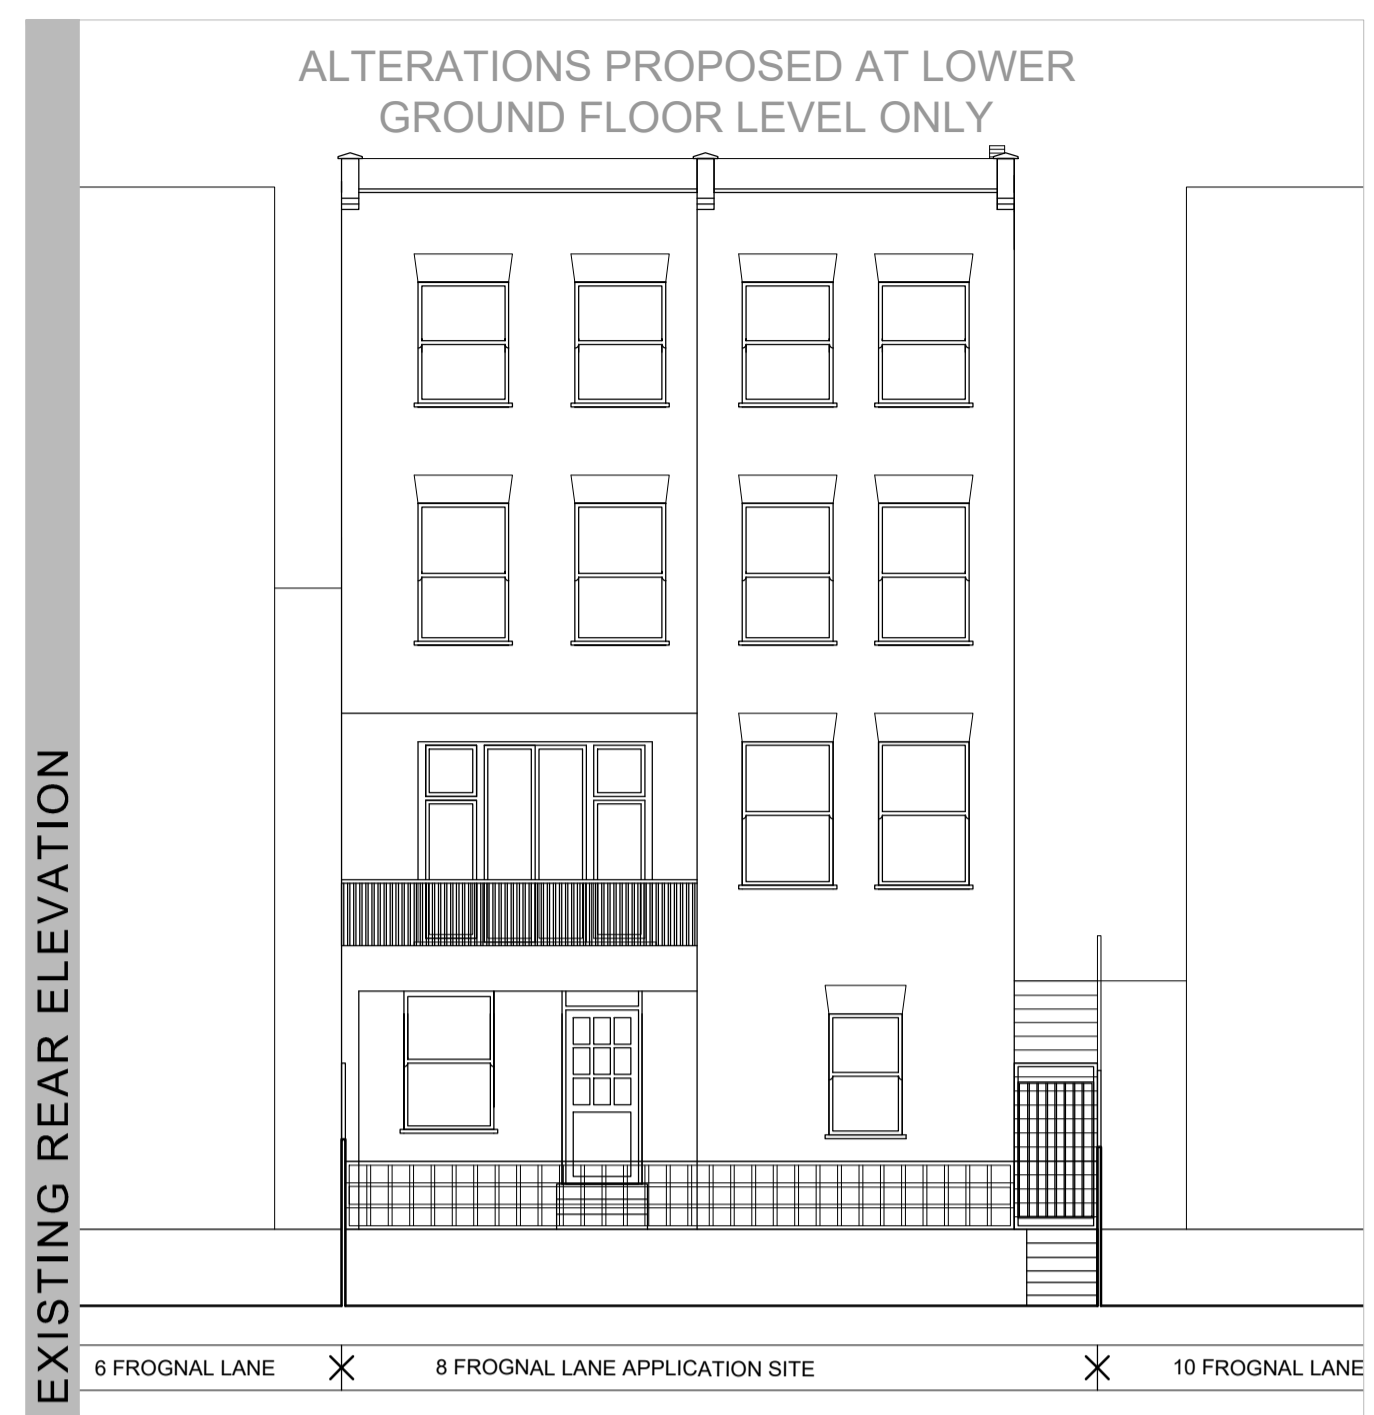 ALTERATIONS PROPOSED AT LOWER
GROUND FLOOR LEVEL ONLY
EXISTING REAR ELEVATION
6 FROGNAL LANE
8 FROGNAL LANE APPLICATION SITE
10 FROGNAL LANE